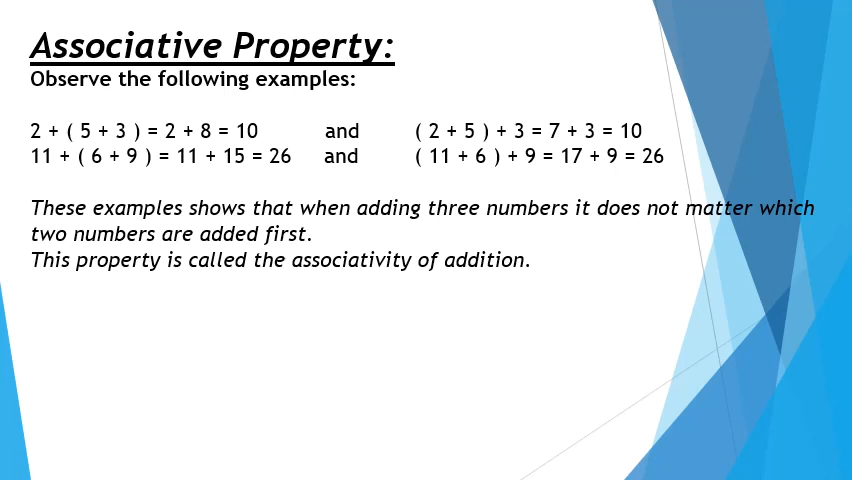 Associative Property:
Observe the following examples:
2 + ( 5 + 3 ) = 2 + 8 = 10 and ( 2 + 5 ) + 3 = 7 + 3 = 10
11 + ( 6 + 9 ) = 11 + 15 = 26 and ( 11 + 6 ) + 9 = 17 + 9 = 26
These examples shows that when adding three numbers it does not matter which
two numbers are added first.
This property is called the associativity of addition.